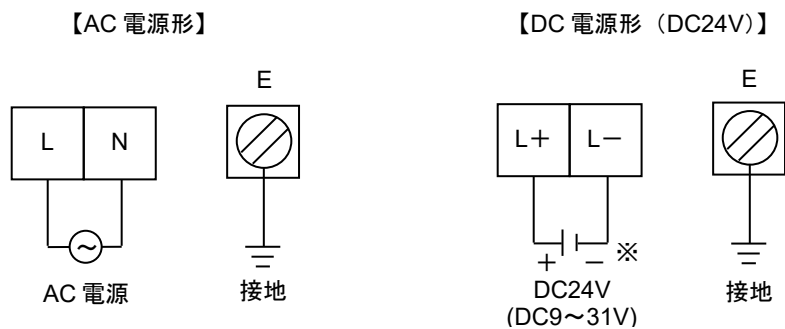 【AC 電源形】
E
L N
AC 電源
接地
【DC 電源形（DC24V）】
E
L＋ L－
＋ － ※
DC24V
(DC9～31V)
接地